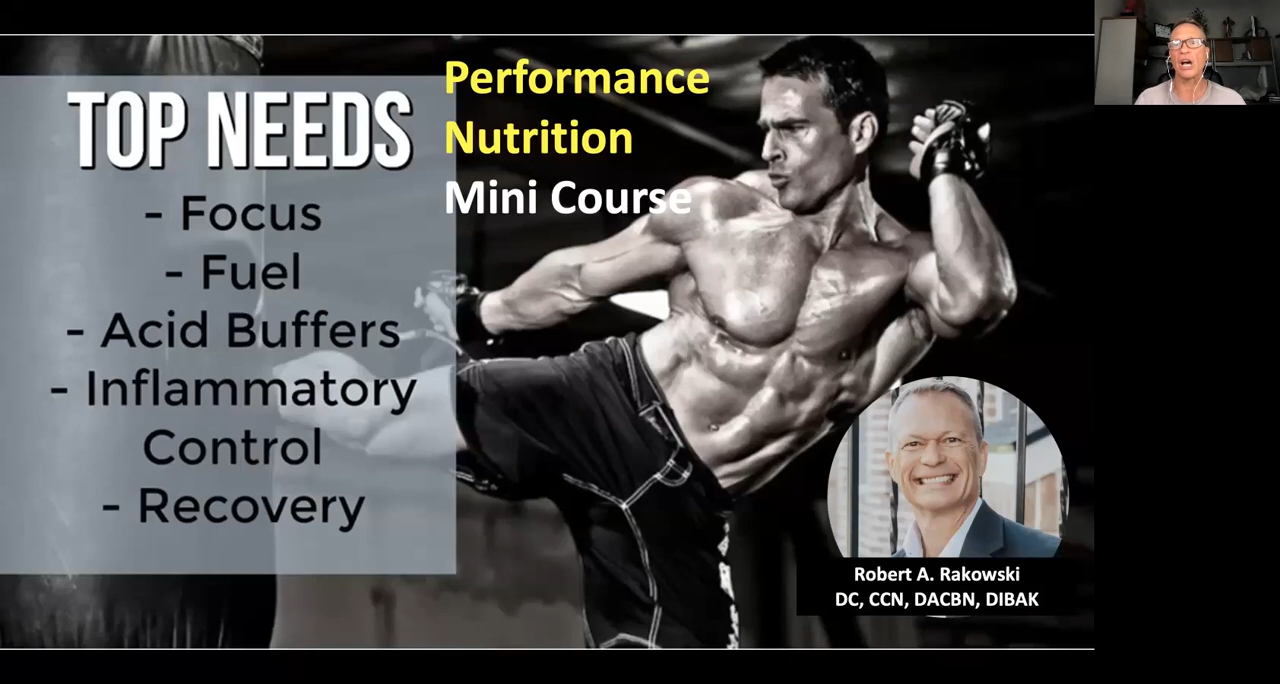 TOP NEEDS
- Focus
- Fuel
- Acid Buffers
- Inflammatory
Control
- Recovery
Performance
Nutrition
Mini Course
Robert A. Rakowski
DC, CCN, DACBN, DIBAK